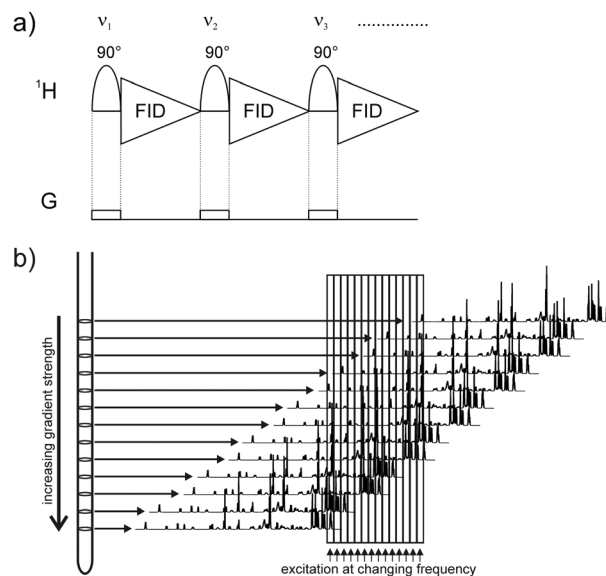 a)
ν1 ν2 ν3 ................
90° 90° 90°
1H FID FID FID
G
b)
increasing gradient strength
excitation at changing frequency